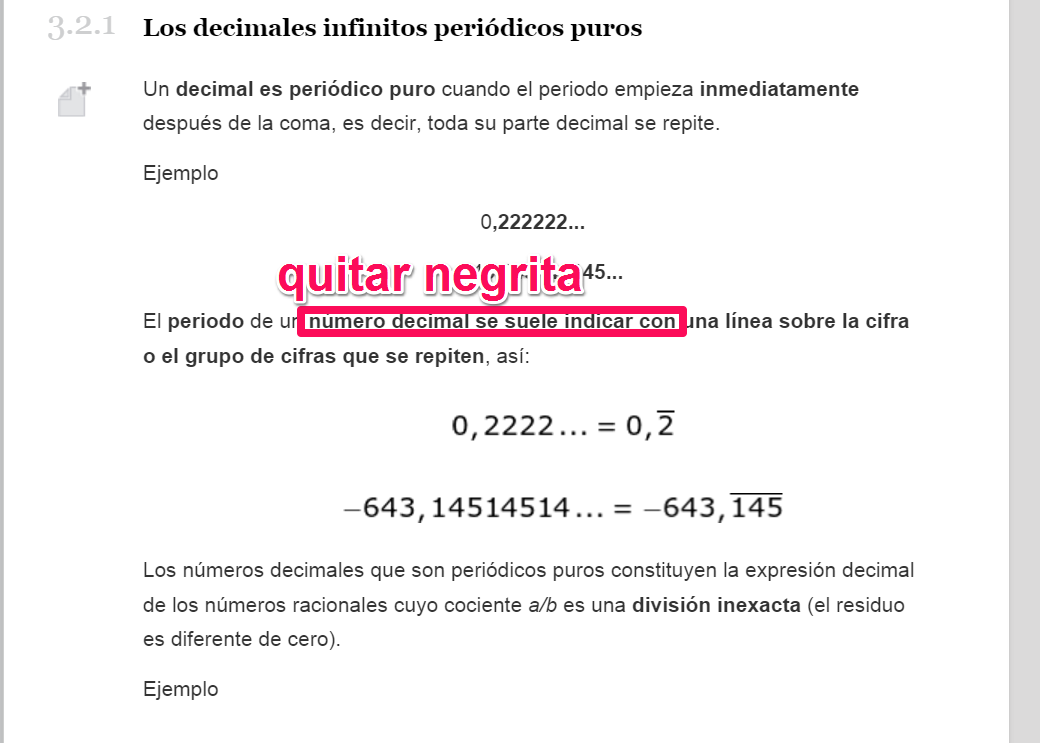 3.2.1 Los decimales infinitos periódicos puros
Un decimal es periódico puro cuando el periodo empieza inmediatamente
después de la coma, es decir, toda su parte decimal se repite.
Ejemplo
0,222222...
quitar negrita 45...
El periodo de un número decimal se suele indicar con una línea sobre la cifra
o el grupo de cifras que se repiten, así:
0,2222... = 0,2̅
−643,14514514... = −643,1̅4̅5̅
Los números decimales que son periódicos puros constituyen la expresión decimal
de los números racionales cuyo cociente a/b es una división inexacta (el residuo
es diferente de cero).
Ejemplo